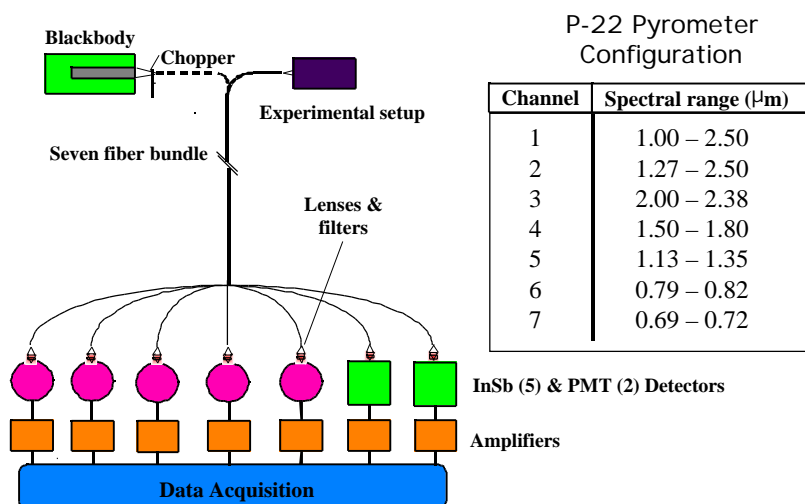 P-22 Pyrometer
Configuration
Blackbody
Chopper
Experimental setup
Seven fiber bundle
Lenses &
filters
Channel Spectral range (μm)
1 1.00 – 2.50
2 1.27 – 2.50
3 2.00 – 2.38
4 1.50 – 1.80
5 1.13 – 1.35
6 0.79 – 0.82
7 0.69 – 0.72
InSb (5) & PMT (2) Detectors
Amplifiers
Data Acquisition